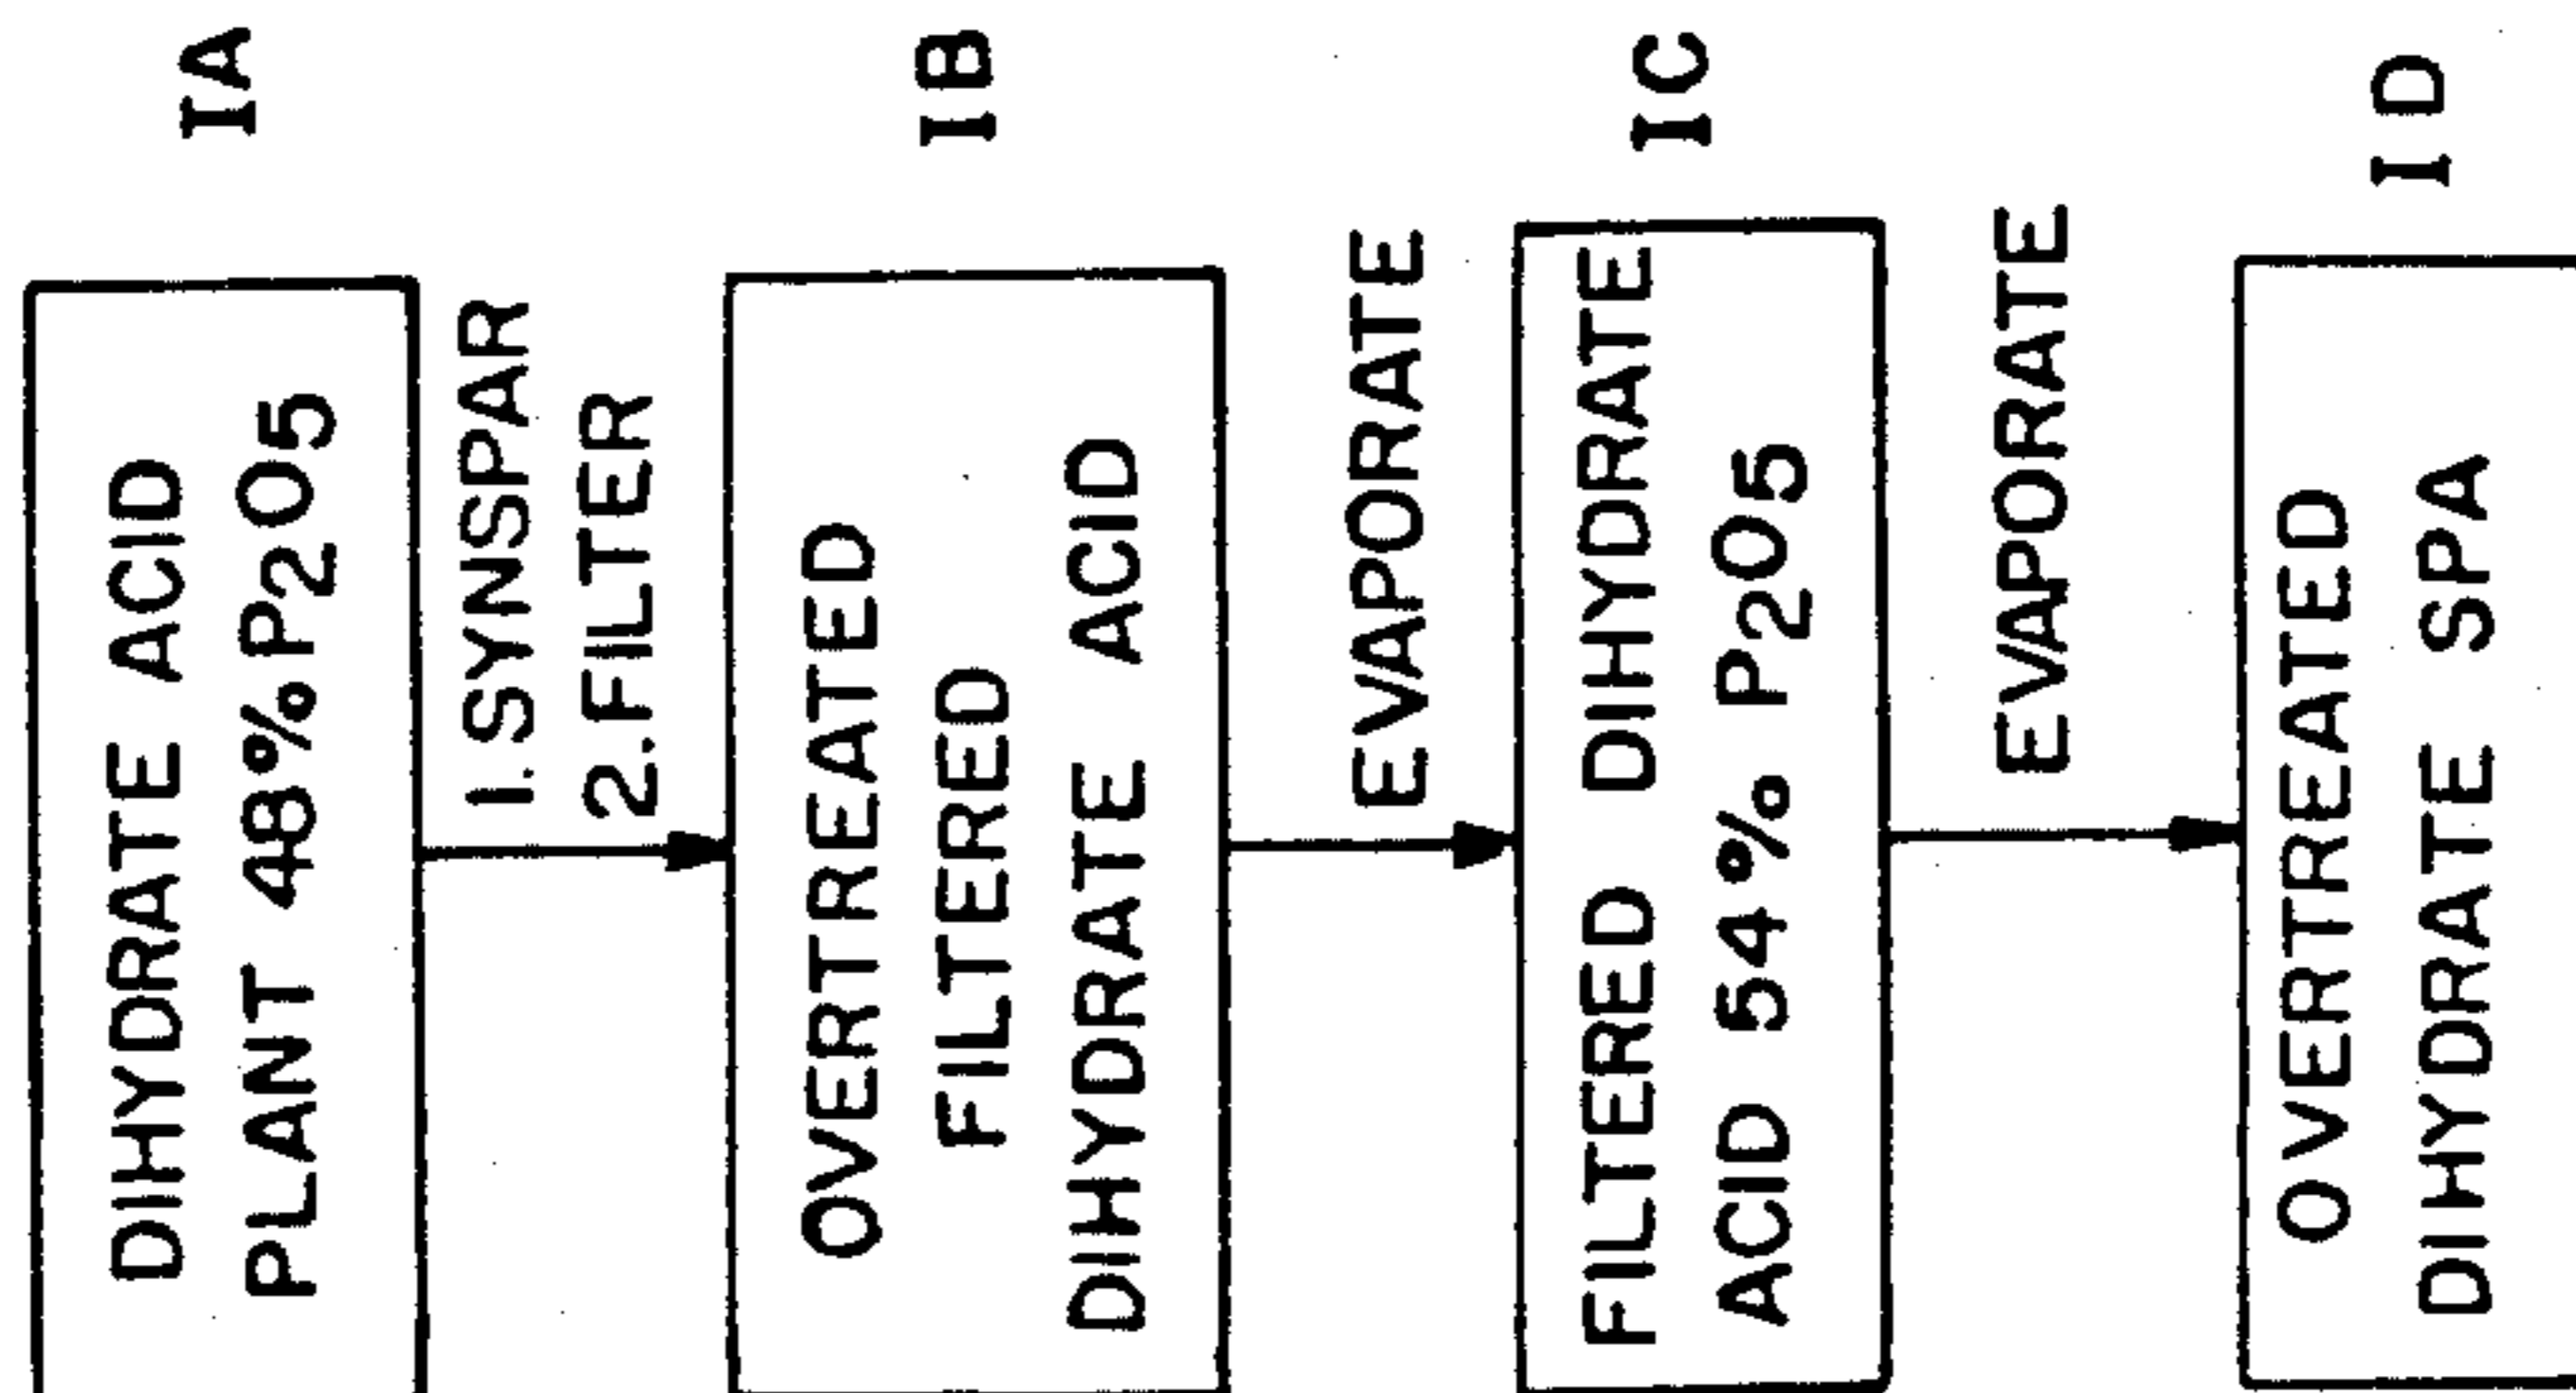 DIHYDRATE ACID
PLANT 48% P2O5
IA
1. SYNSPAR
2. FILTER
OVERTREATED
FILTERED
DIHYDRATE ACID
IB
EVAPORATE
FILTERED DIHYDRATE
ACID 54% P2O5
IC
EVAPORATE
OVERTREATED
DIHYDRATE SPA
ID